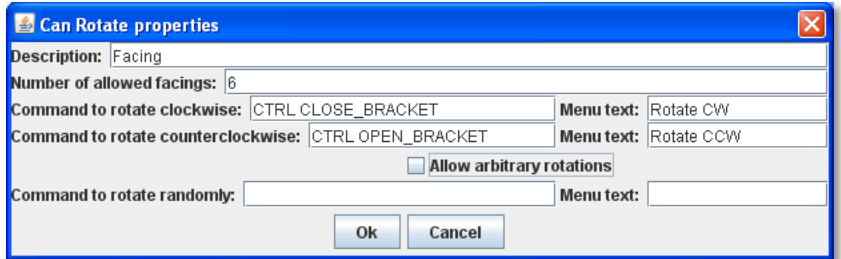 Can Rotate properties
Description: Facing
Number of allowed facings: 6
Command to rotate clockwise: CTRL CLOSE_BRACKET Menu text: Rotate CW
Command to rotate counterclockwise: CTRL OPEN_BRACKET Menu text: Rotate CCW
Allow arbitrary rotations
Command to rotate randomly: Menu text:
Ok Cancel